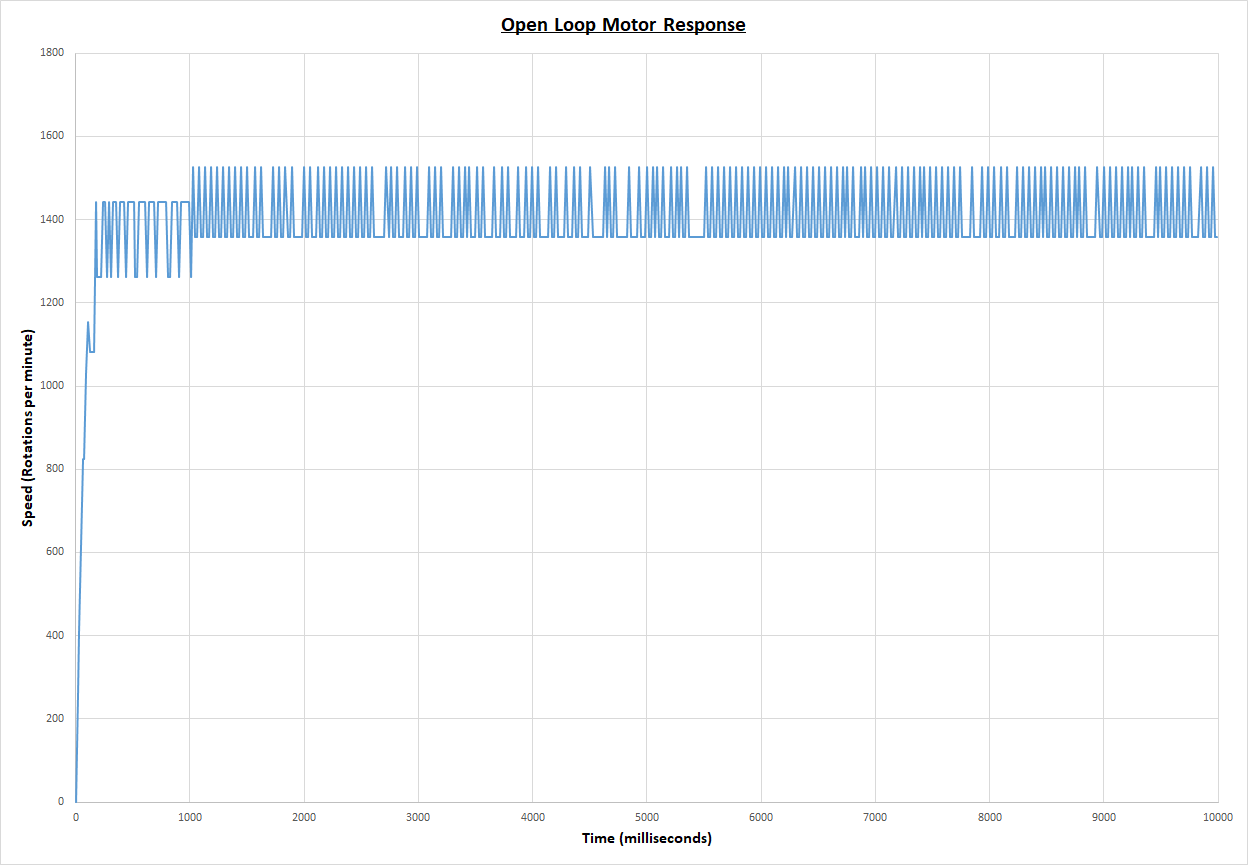 Open Loop Motor Response
1800
1600
1400
1200
1000
800
600
400
200
0
Speed (Rotations per minute)
0 1000 2000 3000 4000 5000 6000 7000 8000 9000 10000
Time (milliseconds)